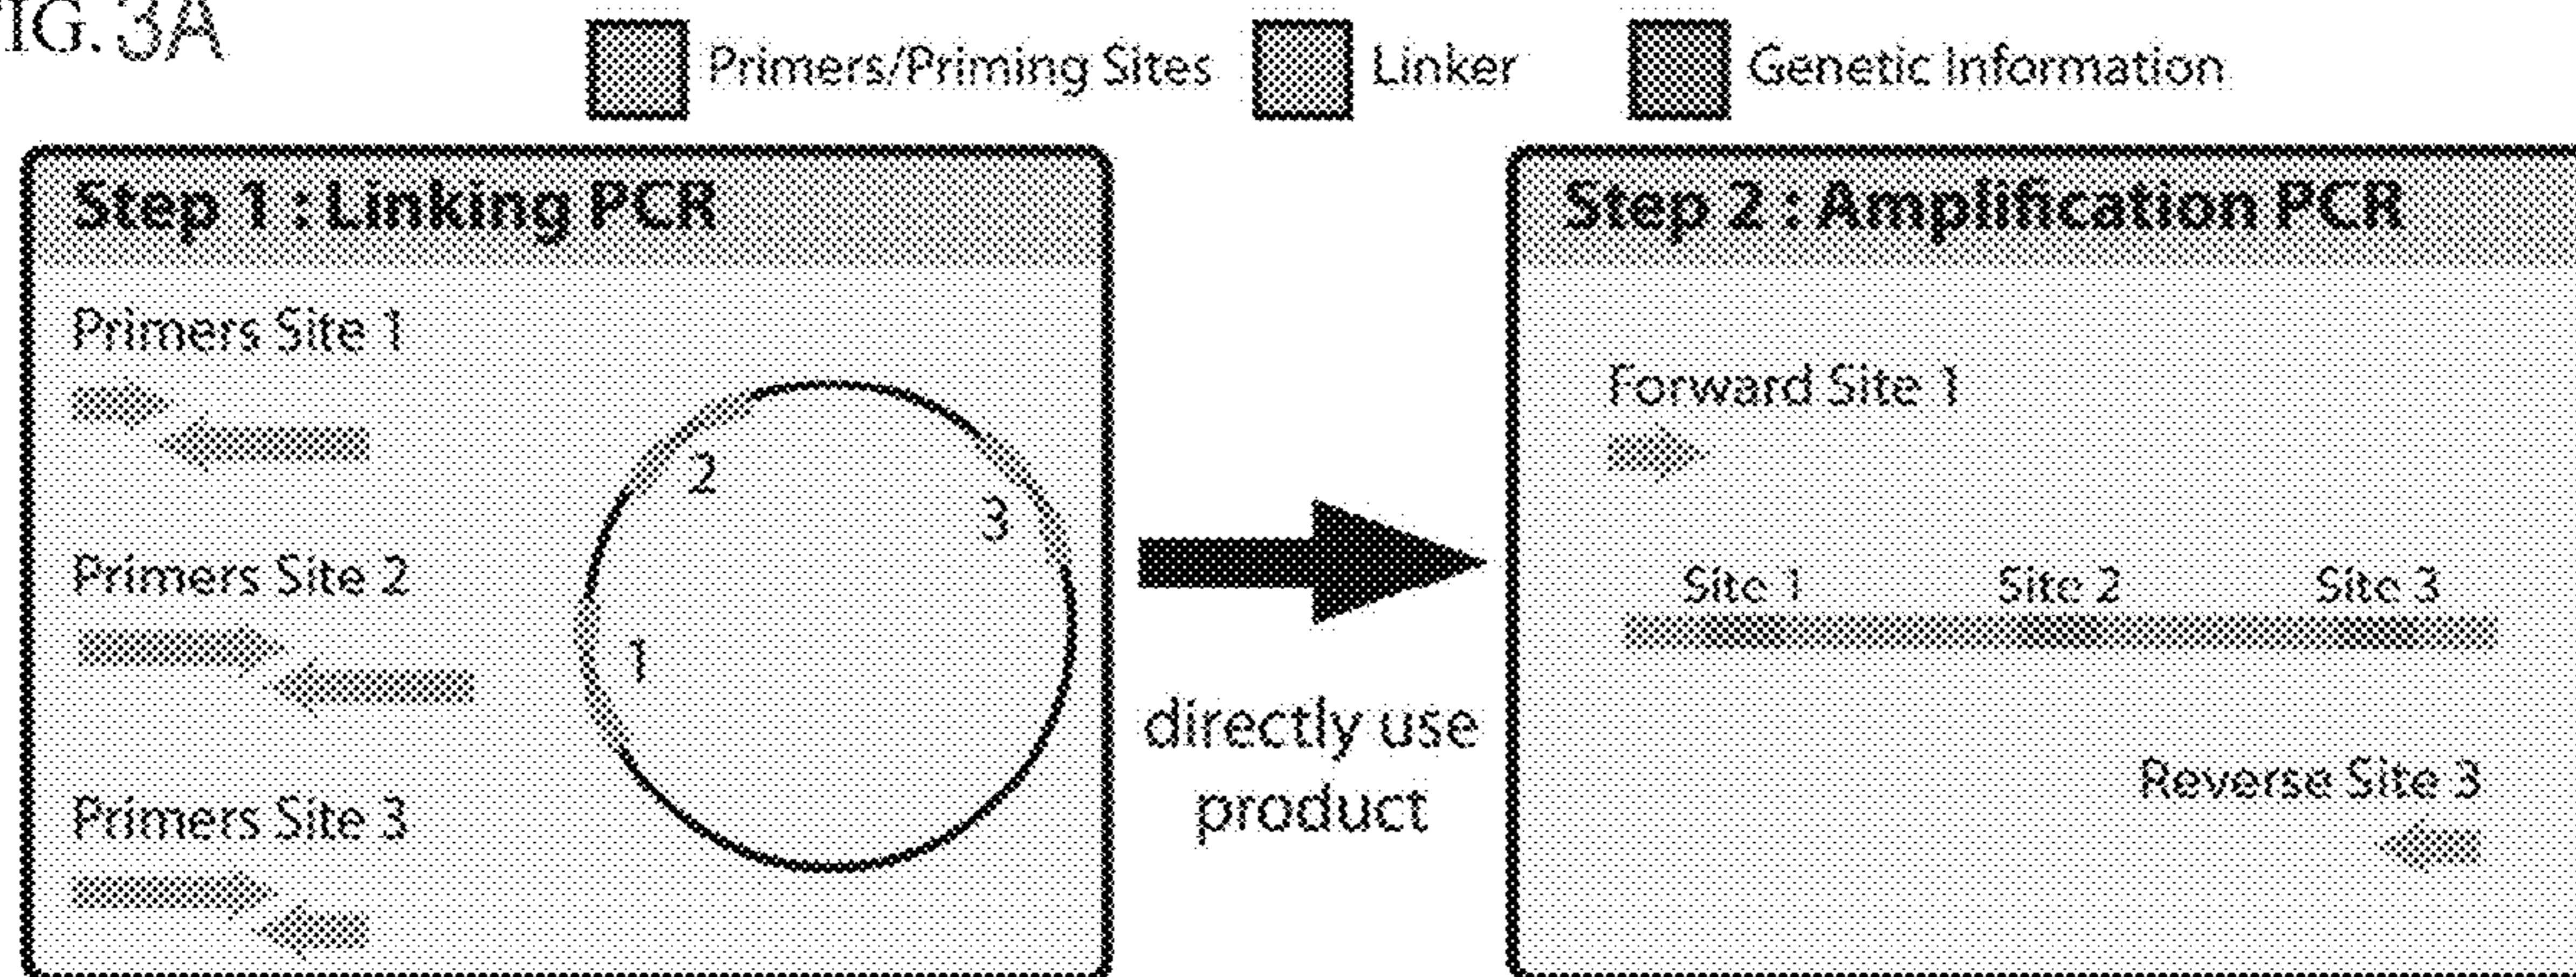 FIG. 3A
Primers/Priming Sites
Linker
Genetic Information
Step 1 : Linking PCR
Primers Site 1
Primers Site 2
Primers Site 3
2
3
1
directly use
product
Step 2 : Amplification PCR
Forward Site 1
Site 1
Site 2
Site 3
Reverse Site 3